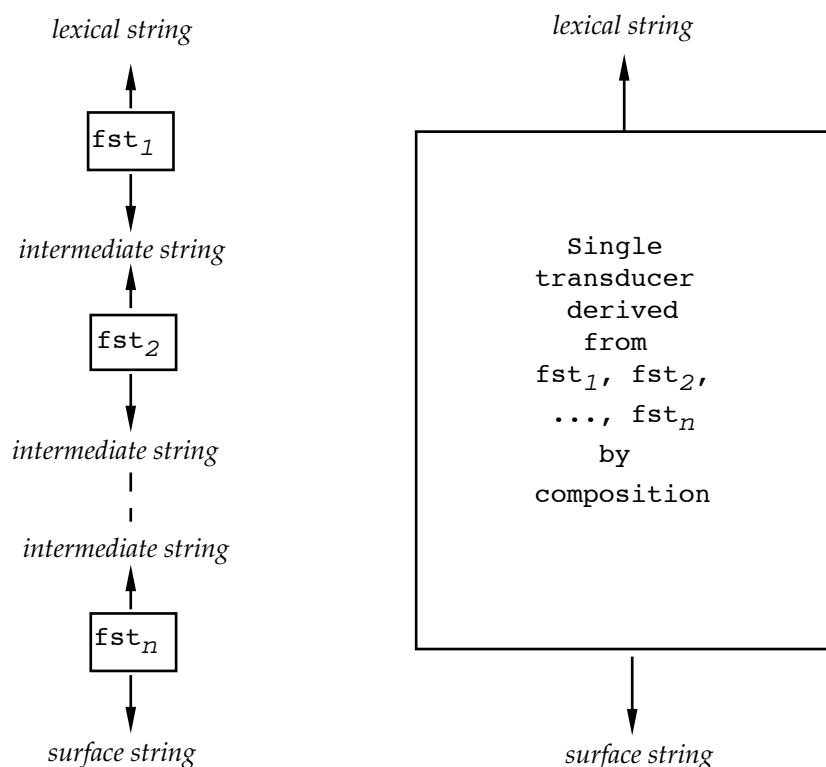 lexical string
fst1
intermediate string
fst2
intermediate string
intermediate string
fstn
surface string
lexical string
Single
transducer
derived
from
fst1, fst2,
..., fstn
by
composition
surface string